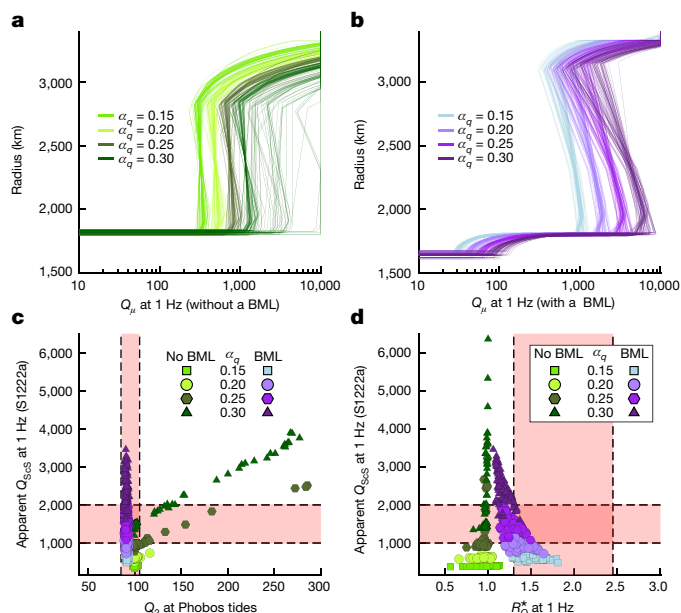 a
b
Radius (km)
3,000
2,500
2,000
1,500
α_q = 0.15
α_q = 0.20
α_q = 0.25
α_q = 0.30
10
100
1,000
10,000
Q_μ at 1 Hz (without a BML)
Radius (km)
3,000
2,500
2,000
1,500
α_q = 0.15
α_q = 0.20
α_q = 0.25
α_q = 0.30
10
100
1,000
10,000
Q_μ at 1 Hz (with a BML)
c
d
Apparent Q_ScS at 1 Hz (S1222a)
6,000
5,000
4,000
3,000
2,000
1,000
No BML α_q BML
0.15
0.20
0.25
0.30
50
100
150
200
250
300
Q_2 at Phobos tides
Apparent Q_ScS at 1 Hz (S1222a)
6,000
5,000
4,000
3,000
2,000
1,000
No BML α_q BML
0.15
0.20
0.25
0.30
0.5
1.0
1.5
2.0
2.5
3.0
at 1 Hz